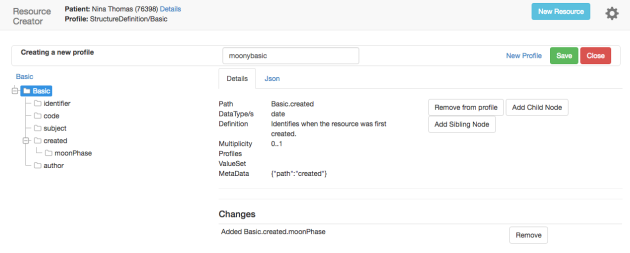 Resource Creator
Patient: Nina Thomas (76398) Details
Profile: StructureDefinition/Basic
New Resource
Creating a new profile
moonybasic
New Profile
Save
Close
Basic
Basic
identifier
code
subject
created
moonPhase
author
Details
Json
Path Basic.created
DataType/s date
Definition Identifies when the resource was first
created.
Multiplicity 0..1
Profiles
ValueSet
MetaData {"path":"created"}
Remove from profile
Add Child Node
Add Sibling Node
Changes
Added Basic.created.moonPhase
Remove